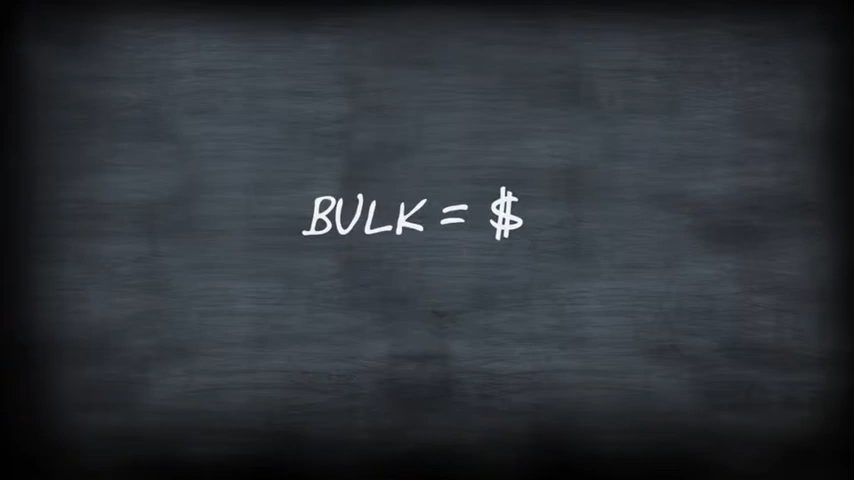 BULK = $